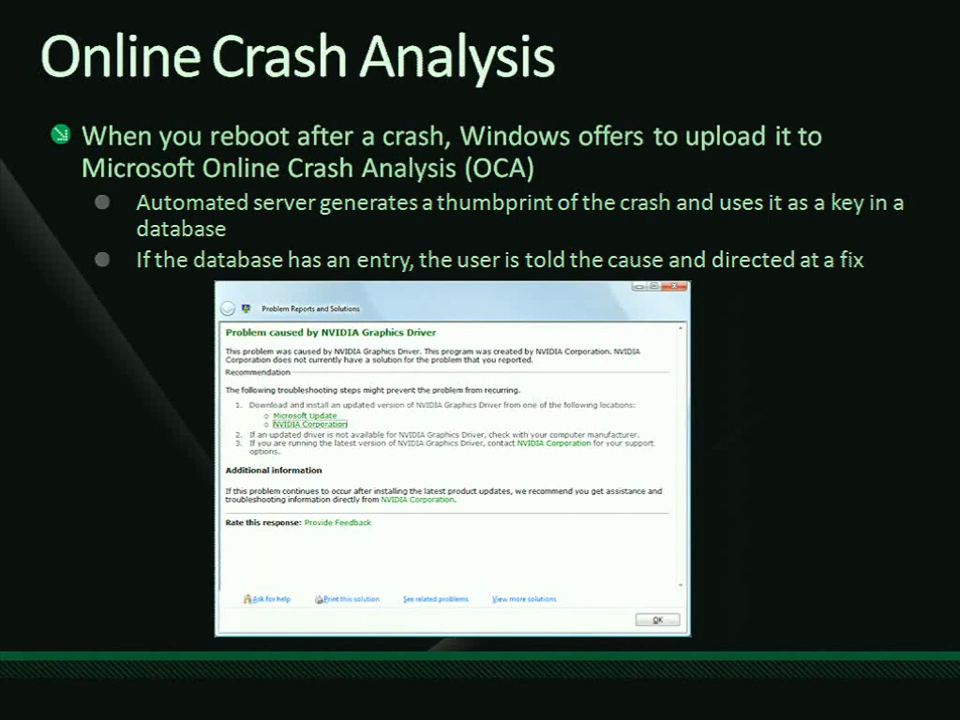 Online Crash Analysis
When you reboot after a crash, Windows offers to upload it to
Microsoft Online Crash Analysis (OCA)
Automated server generates a thumbprint of the crash and uses it as a key in a
database
If the database has an entry, the user is told the cause and directed at a fix
Problem Reports and Solutions
Problem caused by NVIDIA Graphics Driver
This problem was caused by NVIDIA Graphics Driver. This program was created by NVIDIA Corporation. NVIDIA
Corporation does not currently have a solution for the problem that you reported.
Recommendation
The following troubleshooting steps might prevent the problem from recurring.
1. Download and install an updated version of NVIDIA Graphics Driver from one of the following locations:
Microsoft Update
NVIDIA Corporation
2. If an updated driver is not available for NVIDIA Graphics Driver, check with your computer manufacturer.
3. If you are running the latest version of NVIDIA Graphics Driver, contact NVIDIA Corporation for your support
options.
Additional information
If this problem continues to occur after installing the latest product updates, we recommend you get assistance and
troubleshooting information directly from NVIDIA Corporation.
Rate this response: Provide Feedback
Ask for help Print this solution See related problems View more solutions
OK